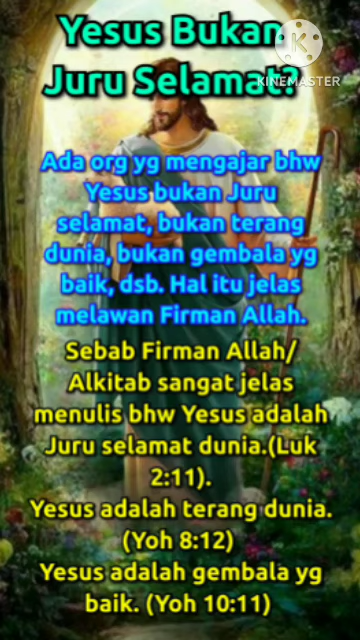 Yesus Bukan
Juru Selamat?
K
KINEMASTER
Ada org yg mengajar bhw
Yesus bukan Juru
selamat, bukan terang
dunia, bukan gembala yg
baik, dsb. Hal itu jelas
melawan Firman Allah.
Sebab Firman Allah/
Alkitab sangat jelas
menulis bhw Yesus adalah
Juru selamat dunia.(Luk
2:11).
Yesus adalah terang dunia.
(Yoh 8:12)
Yesus adalah gembala yg
baik. (Yoh 10:11)